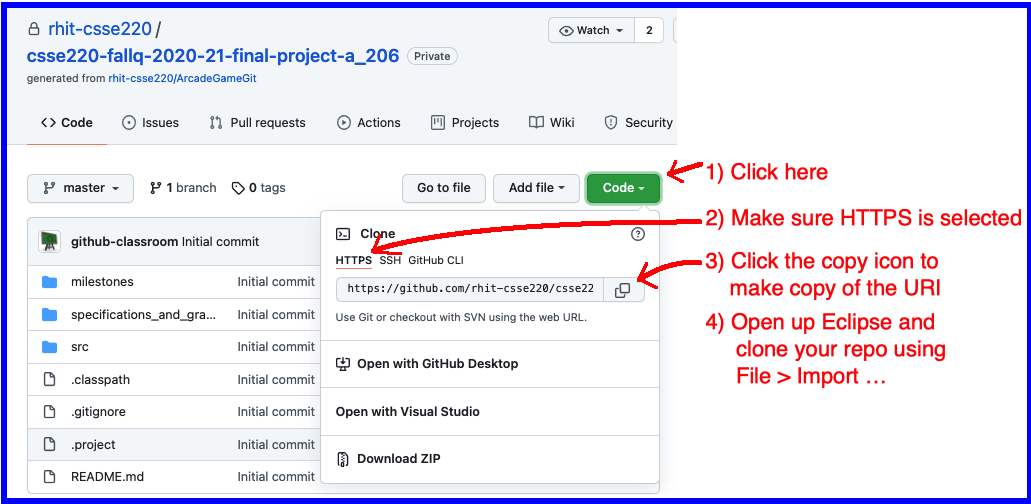 rhit-csse220 /
Watch 2
csse220-fallq-2020-21-final-project-a_206 Private
generated from rhit-csse220/ArcadeGameGit
Code Issues Pull requests Actions Projects Wiki Security
master 1 branch 0 tags Go to file Add file Code
1) Click here
github-classroom Initial commit
Clone
2) Make sure HTTPS is selected
HTTPS SSH GitHub CLI
3) Click the copy icon to
make copy of the URI
https://github.com/rhit-csse220/csse22
Use Git or checkout with SVN using the web URL.
4) Open up Eclipse and
clone your repo using
File > Import …
Open with GitHub Desktop
Open with Visual Studio
Download ZIP
milestones Initial commit
specifications_and_gra... Initial commit
src Initial commit
.classpath Initial commit
.gitignore Initial commit
.project Initial commit
README.md Initial commit